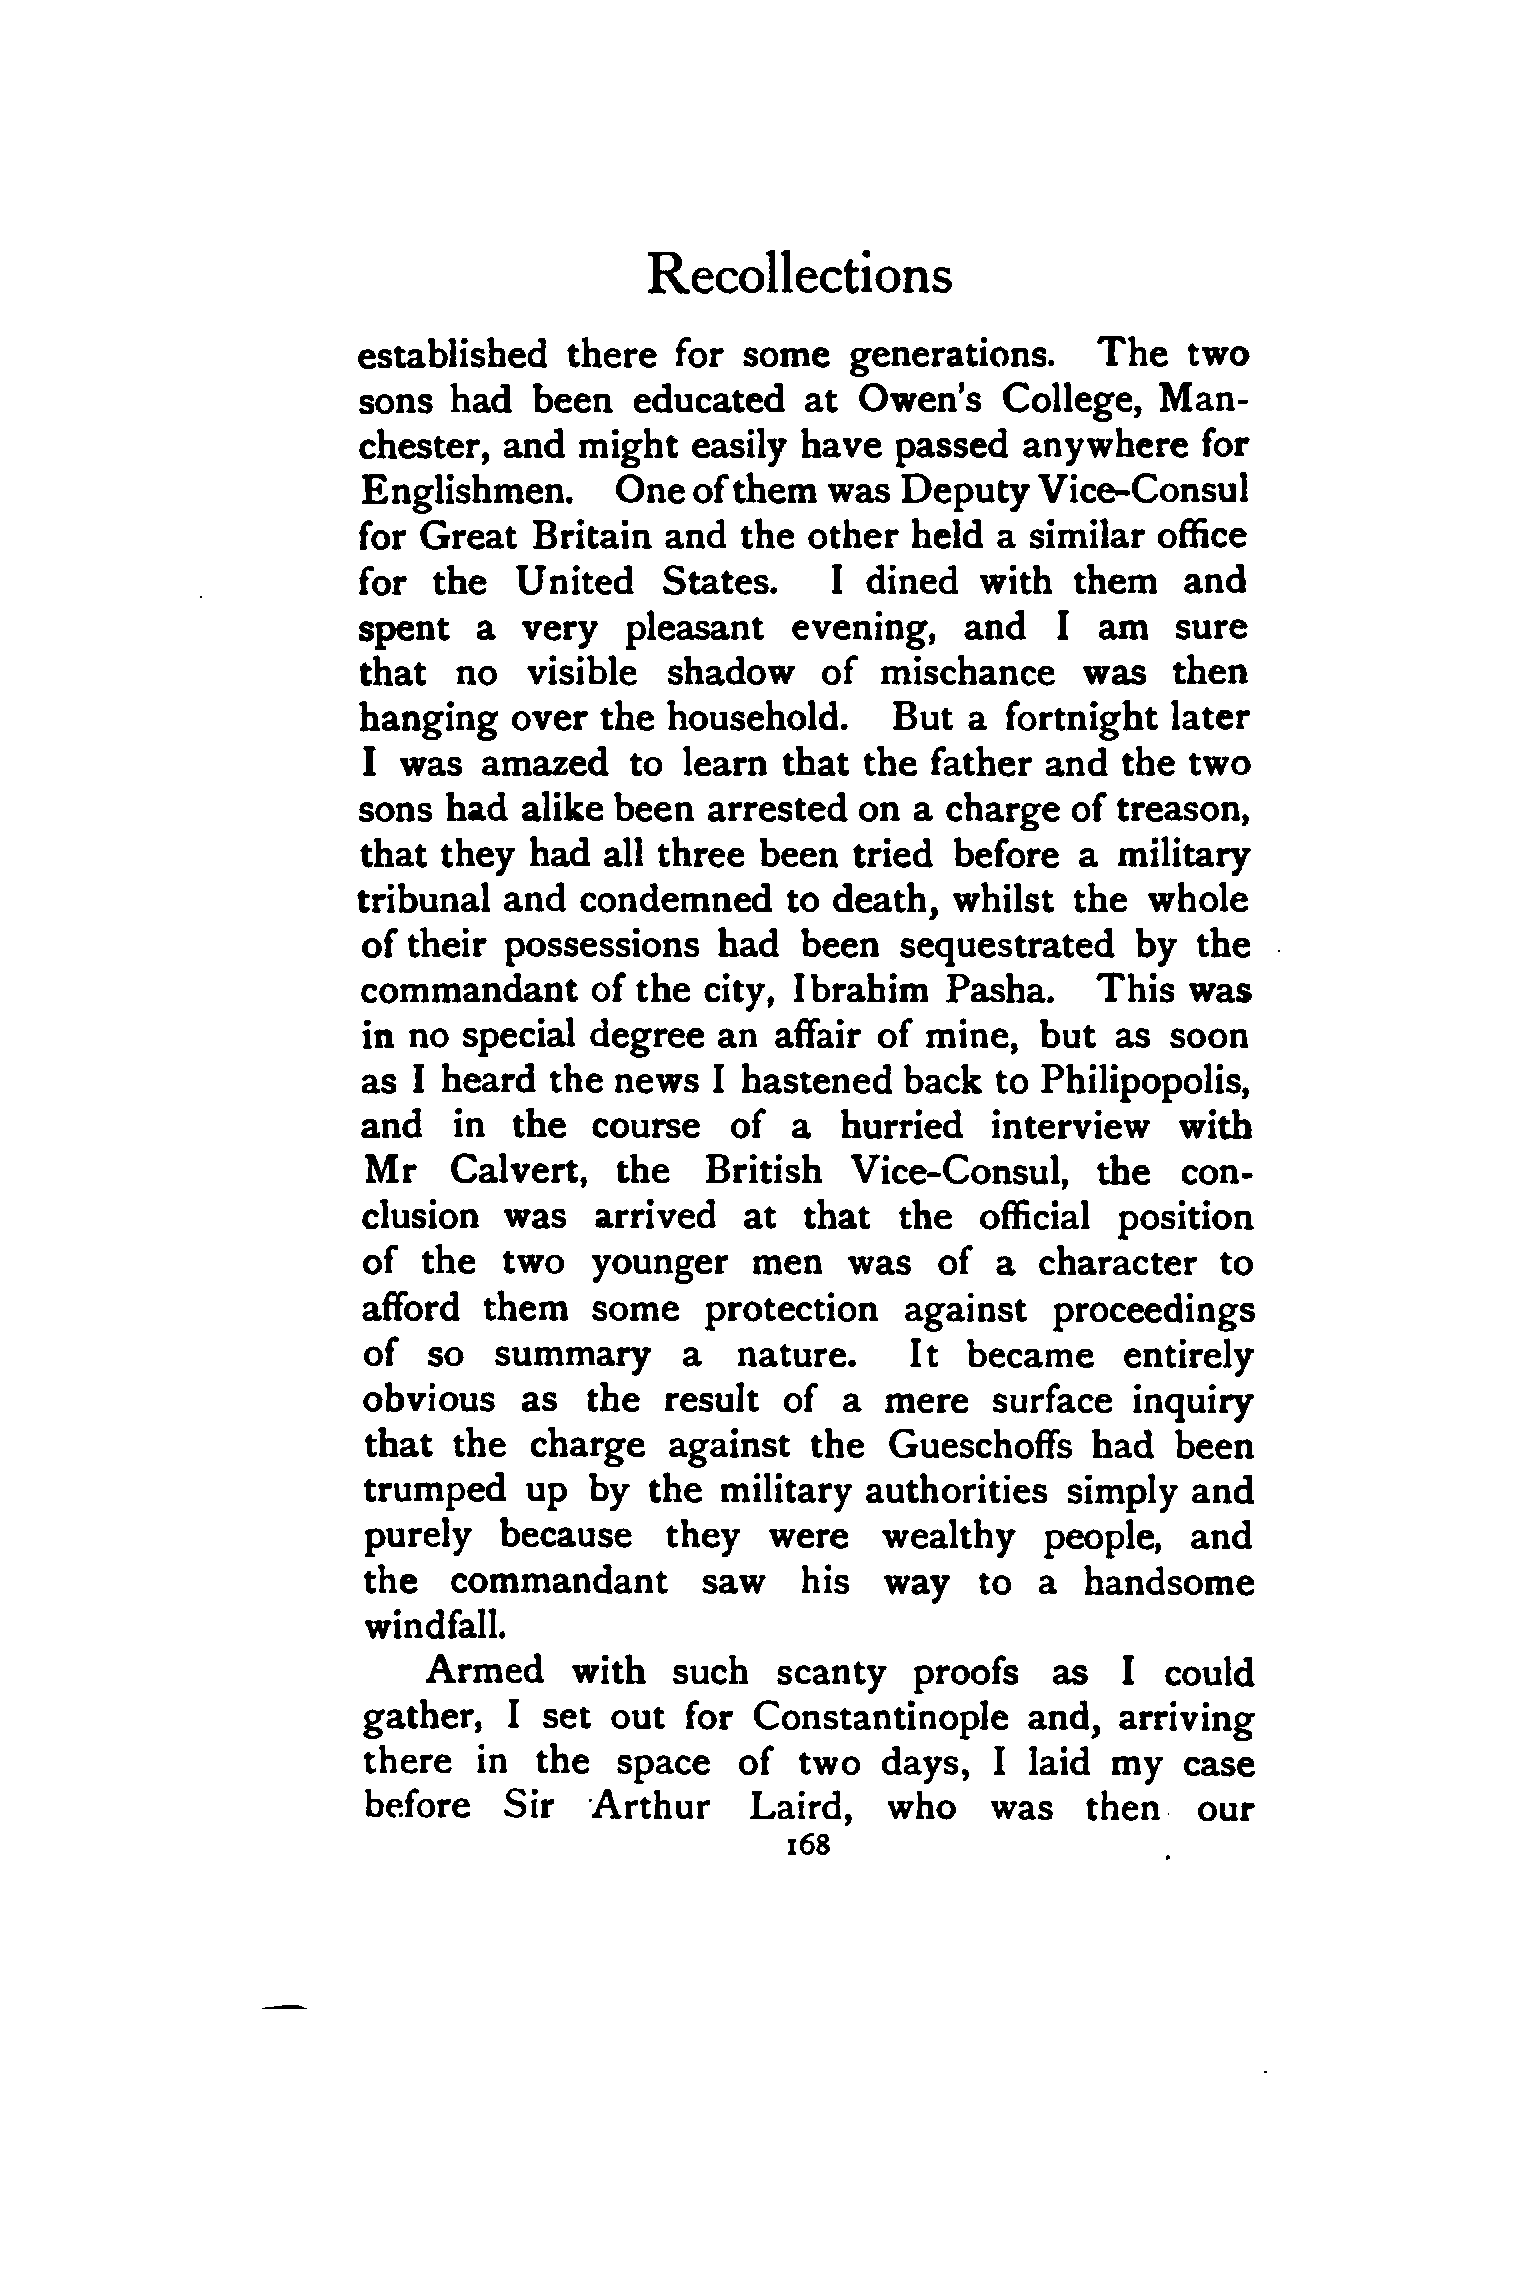 Recollections
established there for some generations. The two
sons had been educated at Owen's College, Man-
chester, and might easily have passed anywhere for
Englishmen. One of them was Deputy Vice-Consul
for Great Britain and the other held a similar office
for the United States. I dined with them and
spent a very pleasant evening, and I am sure
that no visible shadow of mischance was then
hanging over the household. But a fortnight later
I was amazed to learn that the father and the two
sons had alike been arrested on a charge of treason,
that they had all three been tried before a military
tribunal and condemned to death, whilst the whole
of their possessions had been sequestrated by the
commandant of the city, Ibrahim Pasha. This was
in no special degree an affair of mine, but as soon
as I heard the news I hastened back to Philipopolis,
and in the course of a hurried interview with
Mr Calvert, the British Vice-Consul, the con-
clusion was arrived at that the official position
of the two younger men was of a character to
afford them some protection against proceedings
of so summary a nature. It became entirely
obvious as the result of a mere surface inquiry
that the charge against the Gueschoffs had been
trumped up by the military authorities simply and
purely because they were wealthy people, and
the commandant saw his way to a handsome
windfall.
Armed with such scanty proofs as I could
gather, I set out for Constantinople and, arriving
there in the space of two days, I laid my case
before Sir Arthur Laird, who was then our
168